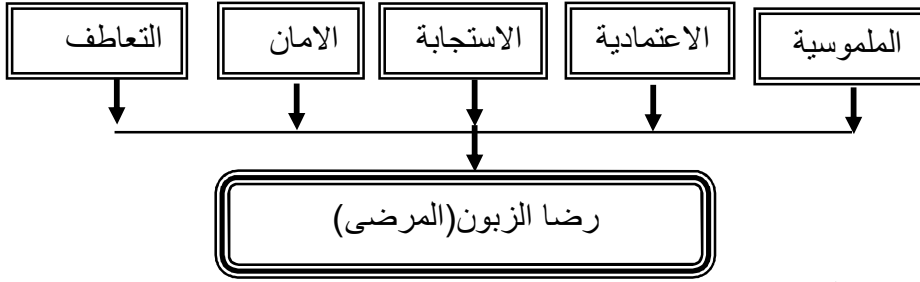 الملموسية
الاعتمادية
الاستجابة
الامان
التعاطف
رضا الزبون(المرضى)